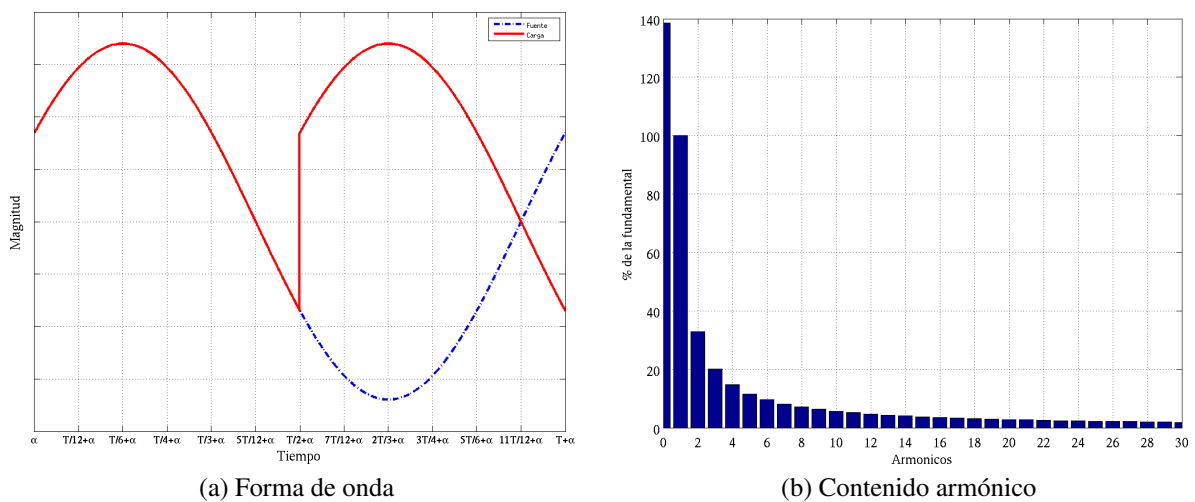 Fuente
Carga
Magnitud
α T/12+α T/6+α T/4+α T/3+α 5T/12+α T/2+α 7T/12+α 2T/3+α 3T/4+α 5T/6+α 11T/12+α T+α
Tiempo
(a) Forma de onda
140
120
100
80
60
40
20
0
% de la fundamental
0 2 4 6 8 10 12 14 16 18 20 22 24 26 28 30
Armonicos
(b) Contenido armónico